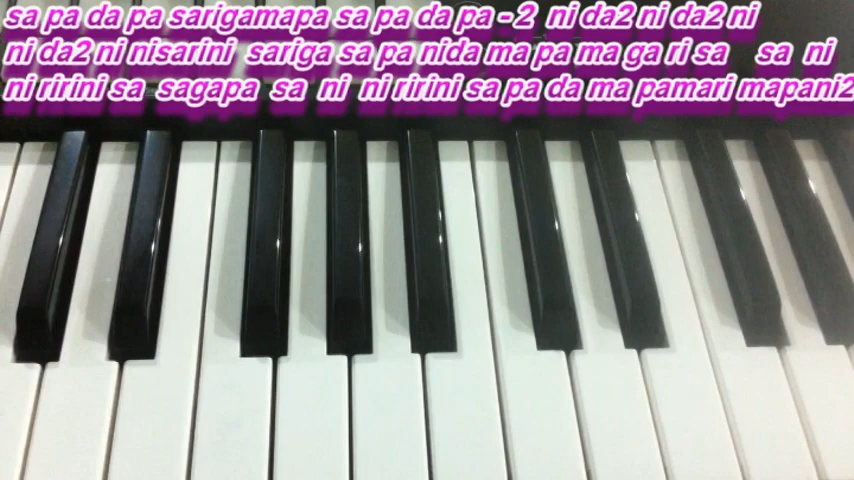 sa pa da pa sarigamapa sa pa da pa - 2 ni da2 ni da2 ni
ni da2 ni nisarini sariga sa pa nida ma pa ma ga ri sa sa ni
ni ririni sa sagapa sa ni ni ririni sa pa da ma pamari mapani2